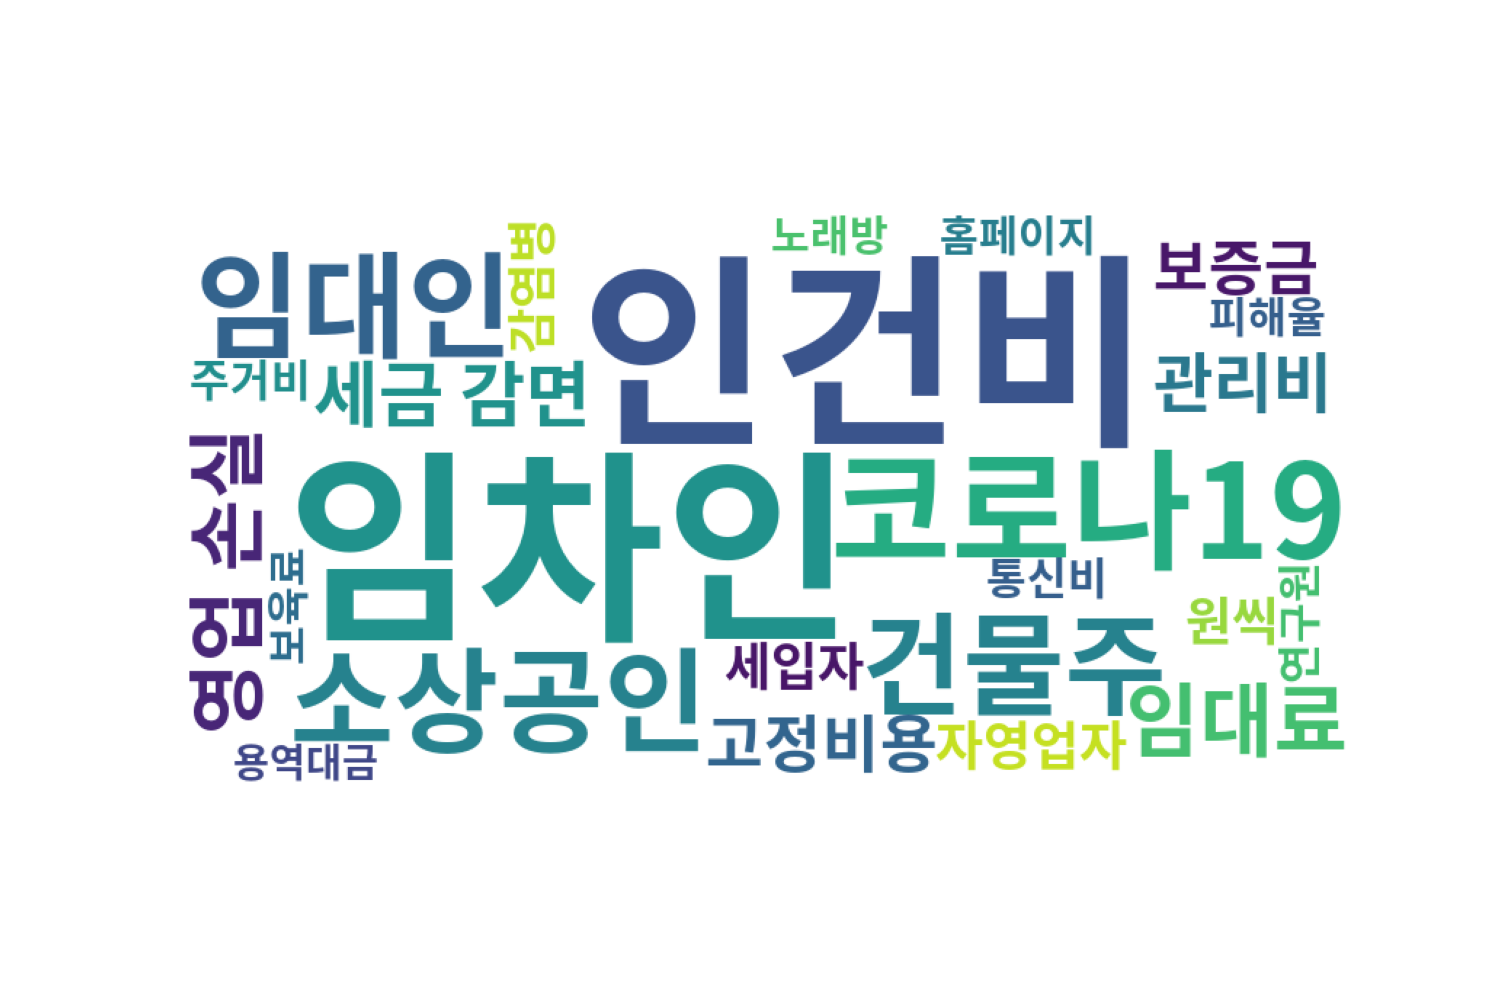 노래방
홈페이지
감염병
보증금
임대인
인건비
피해율
주거비
세금 감면
관리비
영업 손실
임차인
코로나19
보육료
통신비
원씩
연구원
소상공인
세입자
건물주
임대료
고정비용
자영업자
용역대금